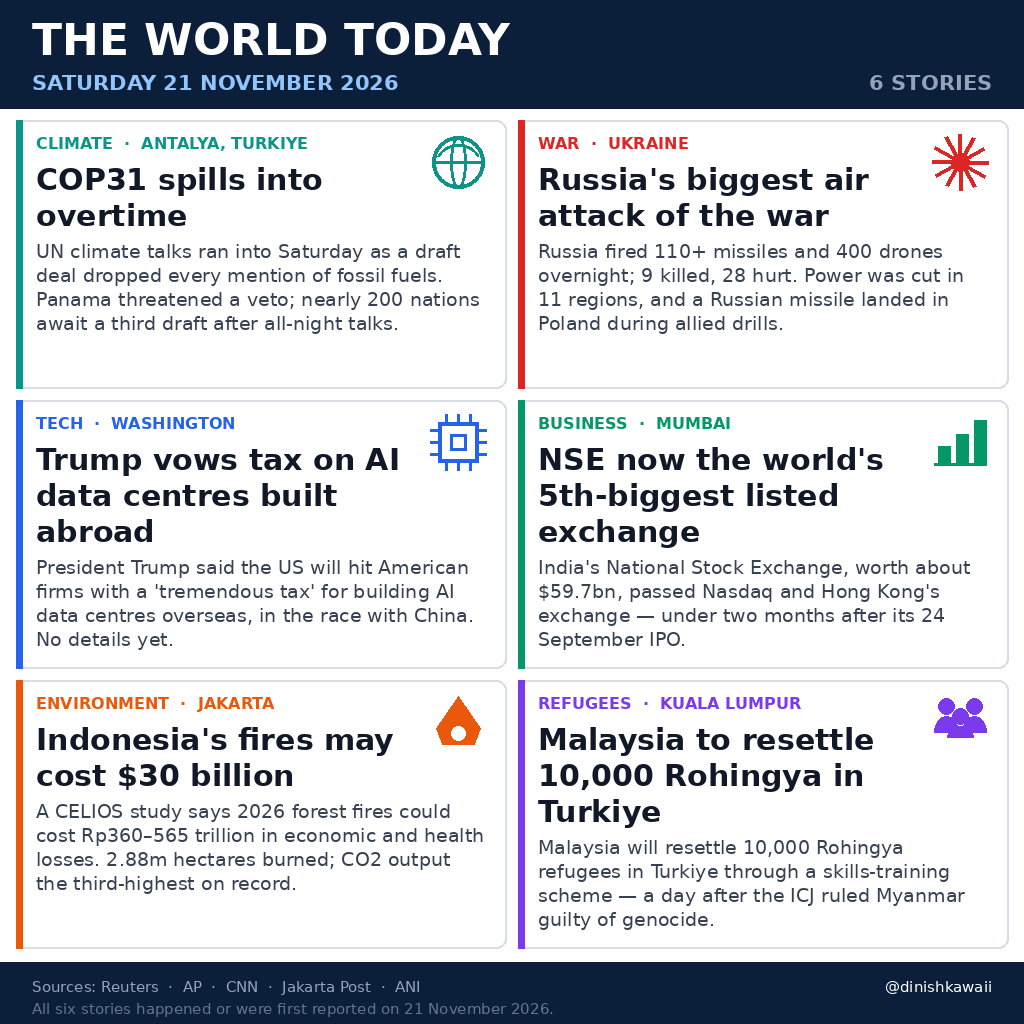 THE WORLD TODAY
SATURDAY 21 NOVEMBER 2026
6 STORIES
CLIMATE · ANTALYA, TURKIYE
COP31 spills into
overtime
UN climate talks ran into Saturday as a draft
deal dropped every mention of fossil fuels.
Panama threatened a veto; nearly 200 nations
await a third draft after all-night talks.
WAR · UKRAINE
Russia's biggest air
attack of the war
Russia fired 110+ missiles and 400 drones
overnight; 9 killed, 28 hurt. Power was cut in
11 regions, and a Russian missile landed in
Poland during allied drills.
TECH · WASHINGTON
Trump vows tax on AI
data centres built
abroad
President Trump said the US will hit American
firms with a 'tremendous tax' for building AI
data centres overseas, in the race with China.
No details yet.
BUSINESS · MUMBAI
NSE now the world's
5th-biggest listed
exchange
India's National Stock Exchange, worth about
$59.7bn, passed Nasdaq and Hong Kong's
exchange — under two months after its 24
September IPO.
ENVIRONMENT · JAKARTA
Indonesia's fires may
cost $30 billion
A CELIOS study says 2026 forest fires could
cost Rp360–565 trillion in economic and health
losses. 2.88m hectares burned; CO2 output
the third-highest on record.
REFUGEES · KUALA LUMPUR
Malaysia to resettle
10,000 Rohingya in
Turkiye
Malaysia will resettle 10,000 Rohingya
refugees in Turkiye through a skills-training
scheme — a day after the ICJ ruled Myanmar
guilty of genocide.
Sources: Reuters · AP · CNN · Jakarta Post · ANI
@dinishkawaii
All six stories happened or were first reported on 21 November 2026.